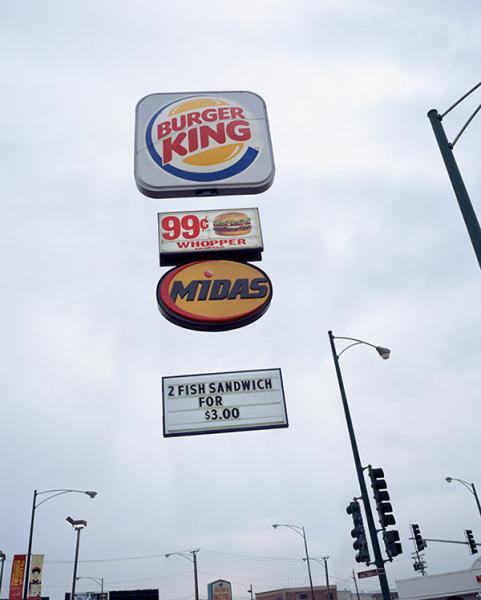 BURGER
KING
99¢
WHOPPER
MIDAS
2 FISH SANDWICH
FOR
$3.00